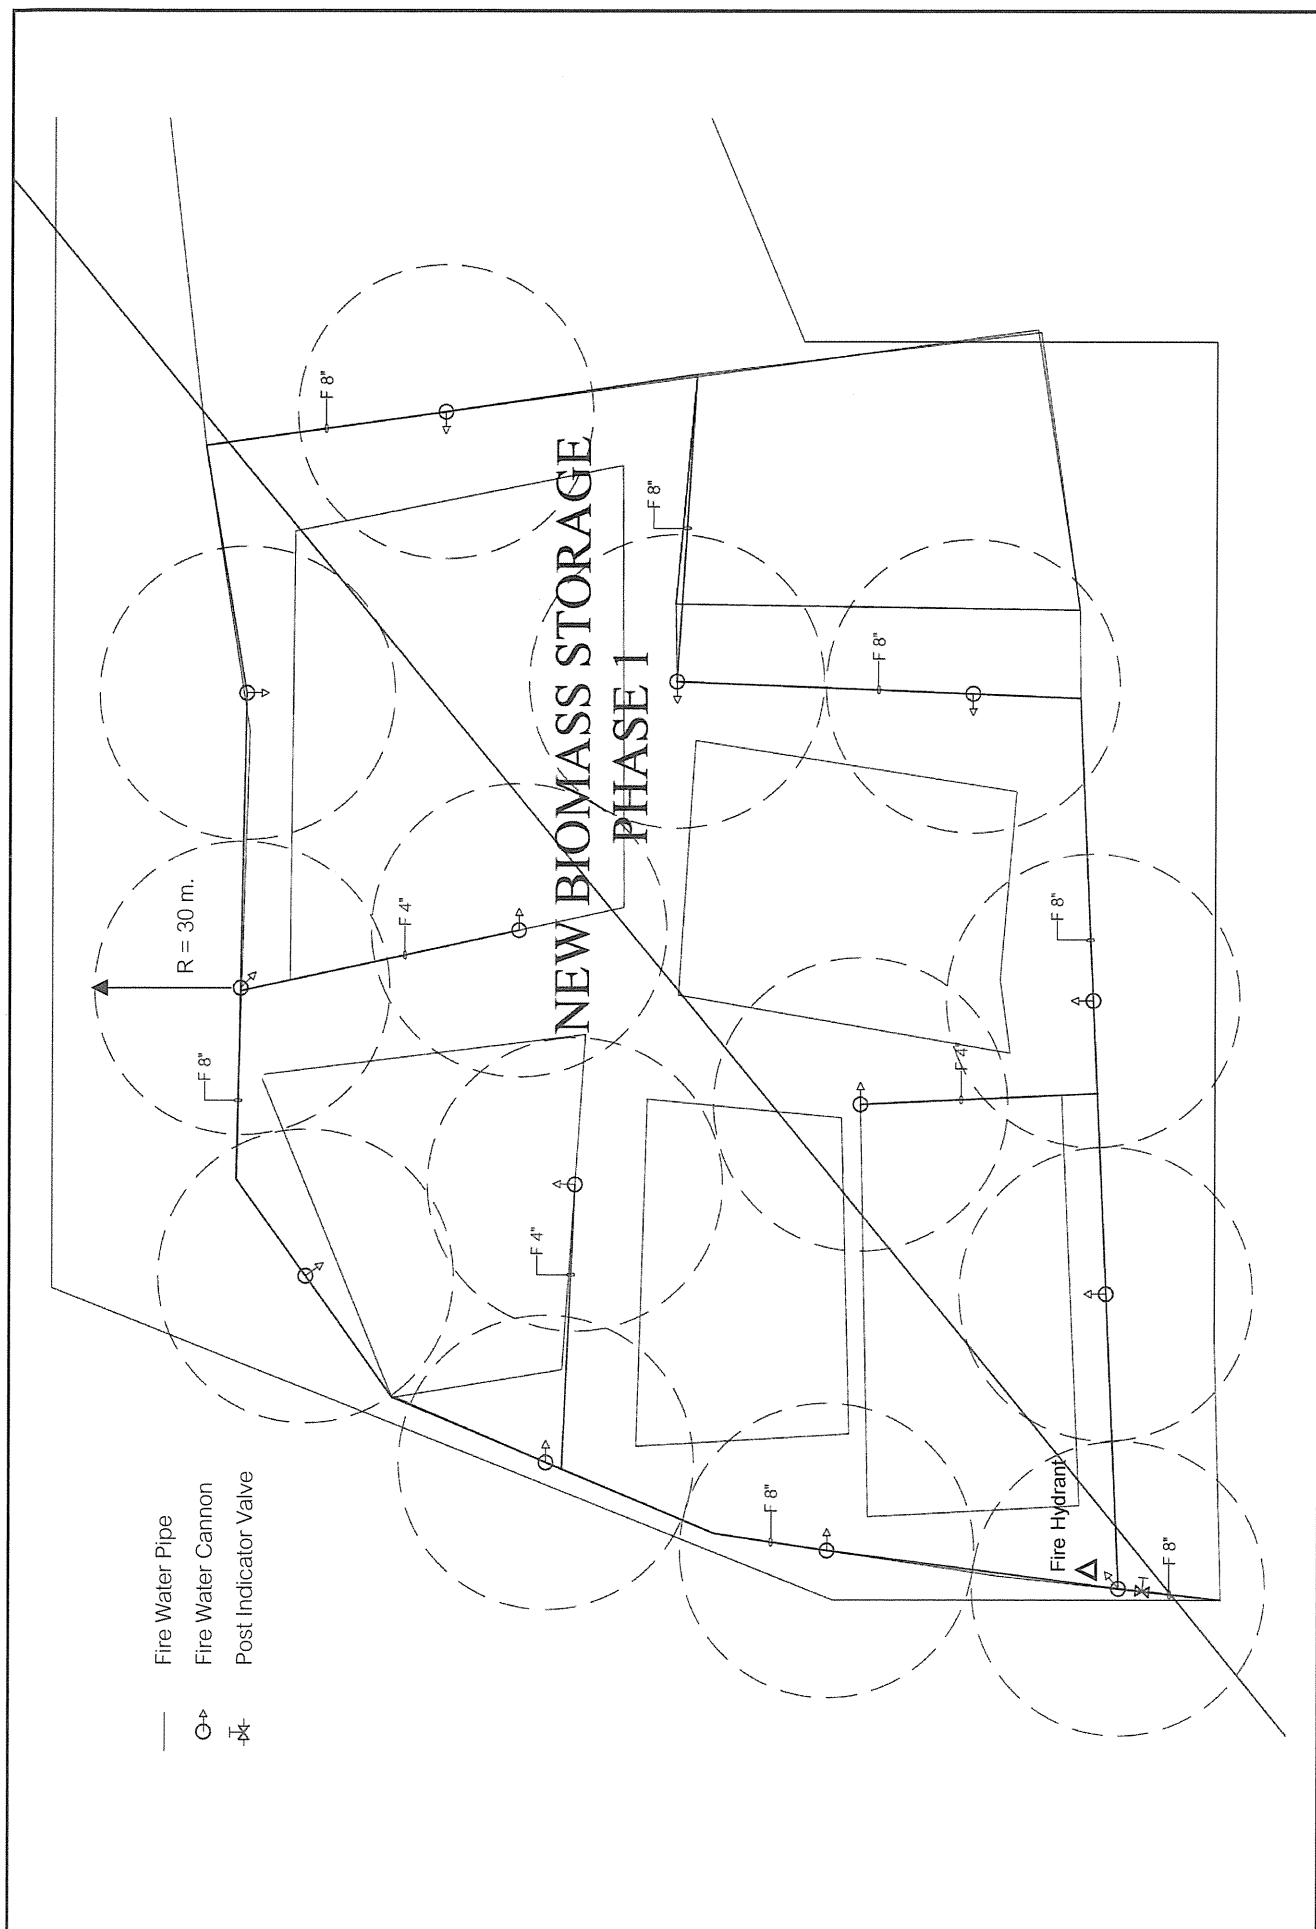 Fire Water Pipe
Fire Water Cannon
Post Indicator Valve
F 8"
R = 30 m.
F 8"
F 4"
F 4"
NEW BIOMASS STORAGE
PHASE 1
F 8"
F 8"
F 8"
F 4"
F 8"
Fire Hydrant
F 8"